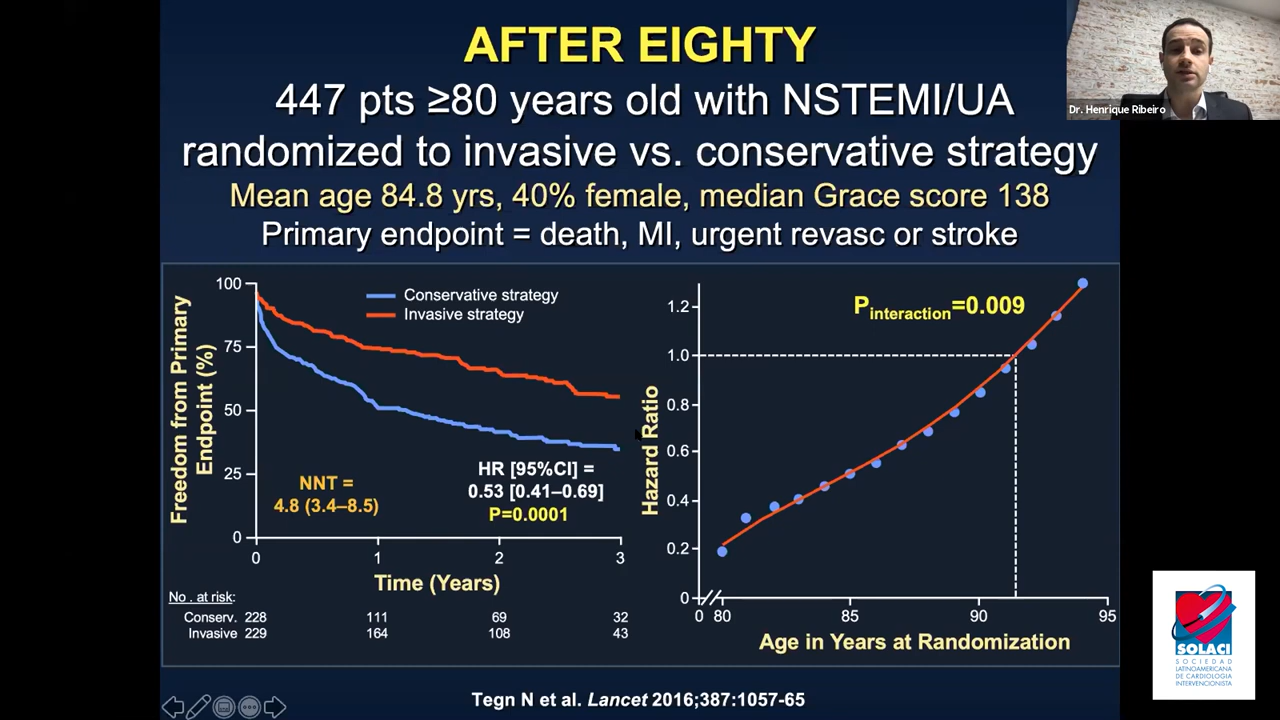 AFTER EIGHTY
447 pts ≥80 years old with NSTEMI/UA
randomized to invasive vs. conservative strategy
Mean age 84.8 yrs, 40% female, median Grace score 138
Primary endpoint = death, MI, urgent revasc or stroke
Dr. Henrique Ribeiro
Freedom from Primary
Endpoint (%)
100
75
50
25
0
Conservative strategy
Invasive strategy
NNT =
4.8 (3.4–8.5)
HR [95%CI] =
0.53 [0.41–0.69]
P=0.0001
0 1 2 3
Time (Years)
No . at risk:
Conserv. 228 111 69 32
Invasive 229 164 108 43
Hazard Ratio
1.2
1.0
0.8
0.6
0.4
0.2
0
Pinteraction=0.009
0 80 85 90 95
Age in Years at Randomization
Tegn N et al. Lancet 2016;387:1057-65
SOLACI
SOCIEDAD
LATINOAMERICANA
DE CARDIOLOGIA
INTERVENCIONISTA